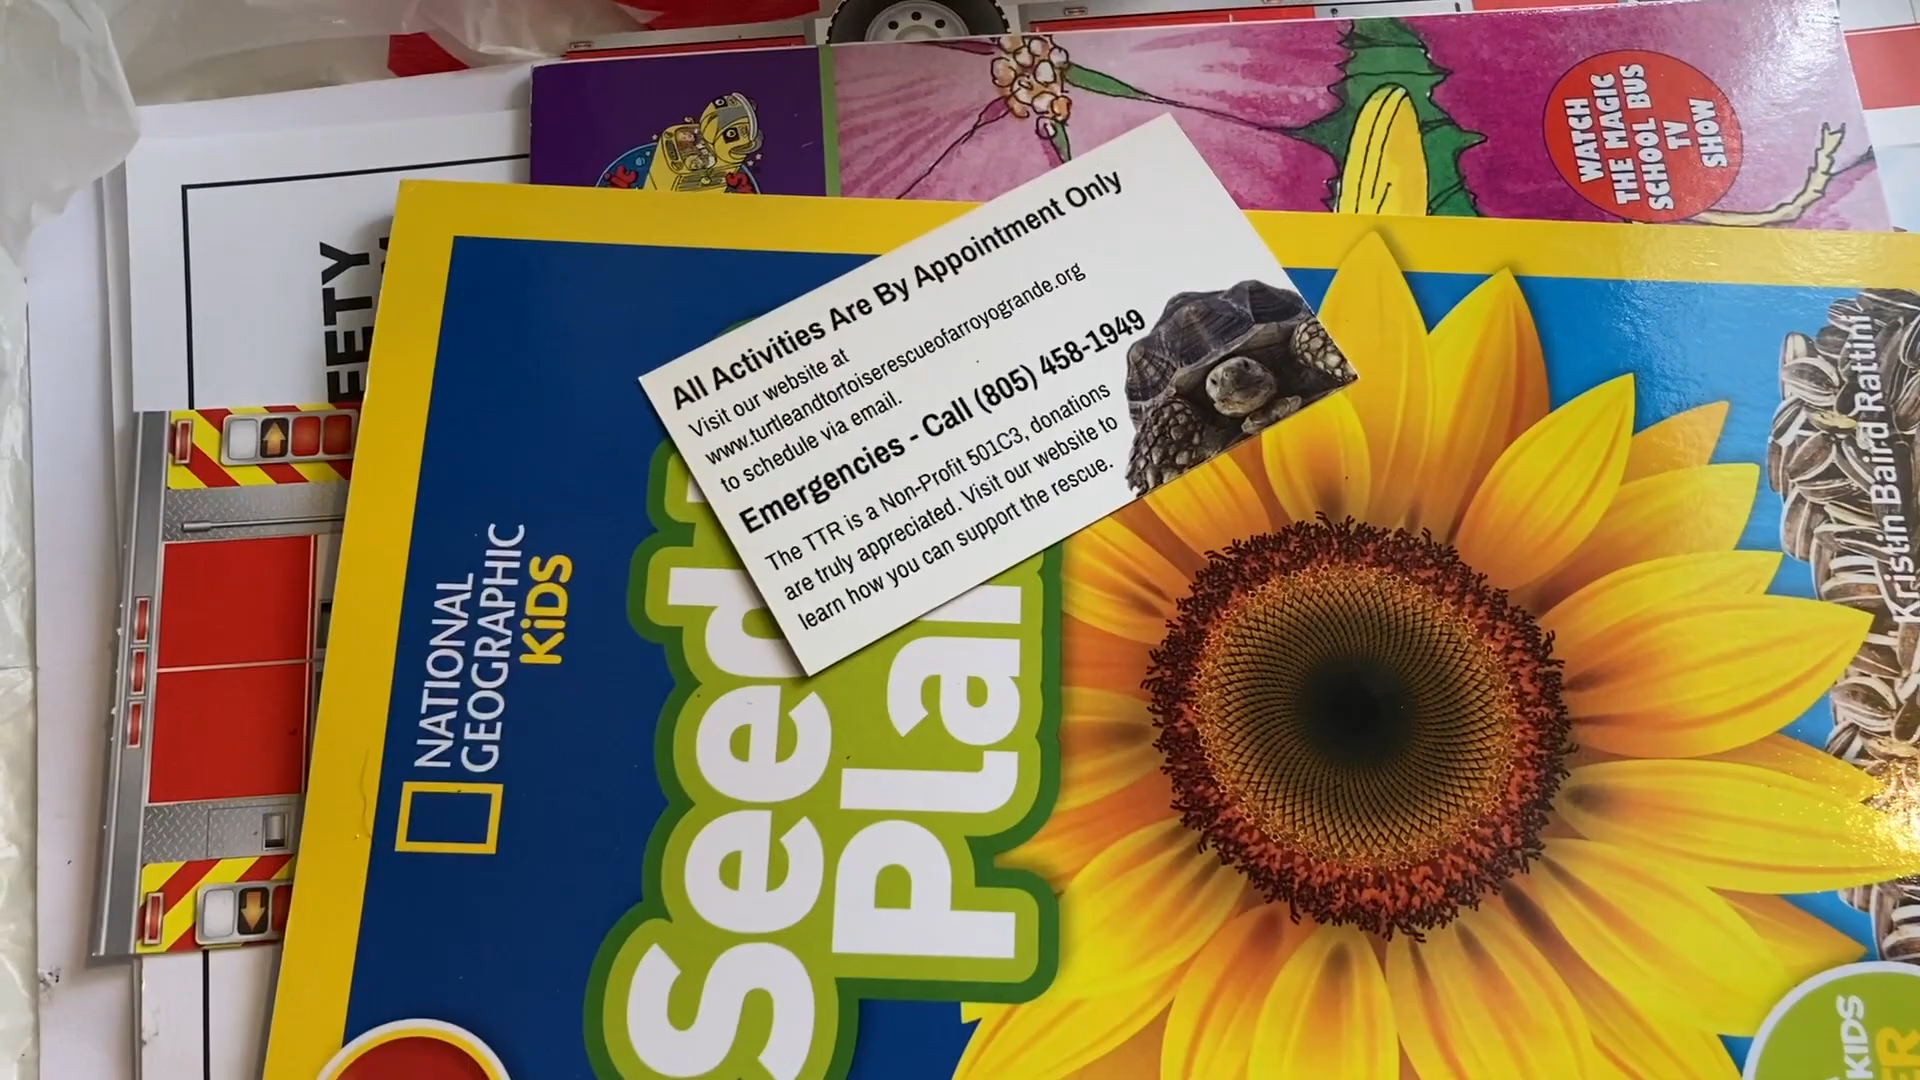 All Activities Are By Appointment Only
Visit our website at
www.turtleandtortoiserescueofarroyogrande.org
to schedule via email.
Emergencies - Call (805) 458-1949
The TTR is a Non-Profit 501C3, donations
are truly appreciated. Visit our website to
learn how you can support the rescue.
NATIONAL
GEOGRAPHIC
KiDS
Seed
Kristin Baird Rattini
WATCH
THE MAGIC
SCHOOL BUS
TV
SHOW
KIDS